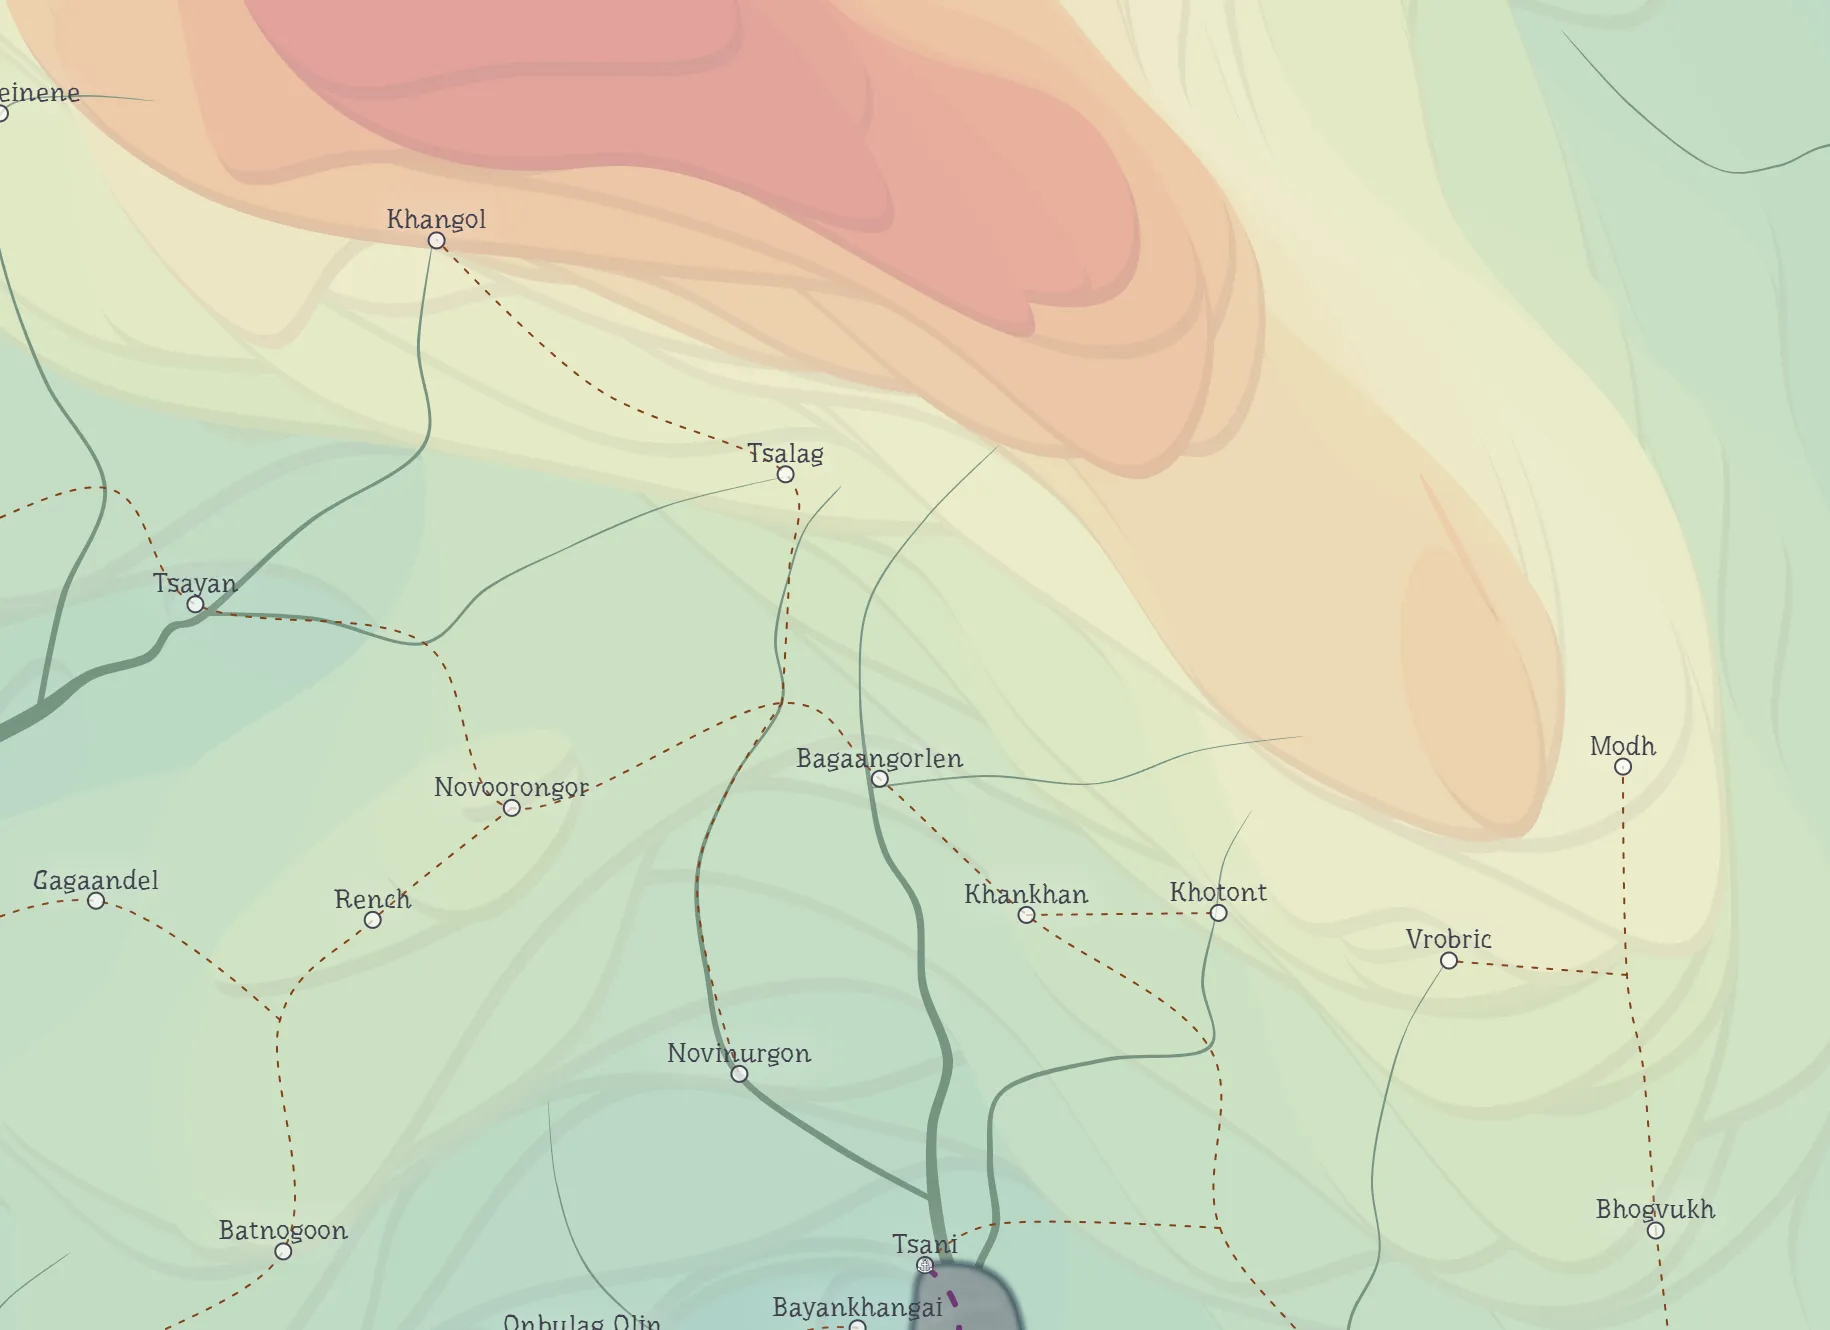 einene
Khangol
Tsalag
Tsayan
Modh
Bagaangorlen
Novoorongor
Gagaandel
Rench
Khankhan
Khotont
Vrobric
Novinurgon
Bhogvukh
Batnogoon
Tsani
Bayankhangai
Onbulag Olin